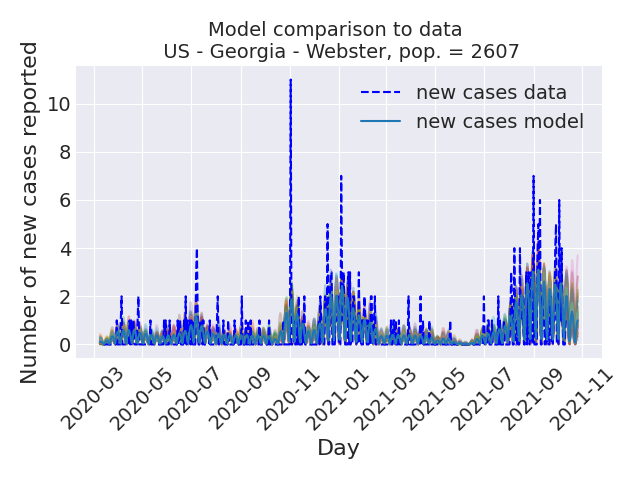 Model comparison to data
US - Georgia - Webster, pop. = 2607
new cases data
new cases model
Number of new cases reported
10
8
6
4
2
0
2020-03
2020-05
2020-07
2020-09
2020-11
2021-01
2021-03
2021-05
2021-07
2021-09
2021-11
Day